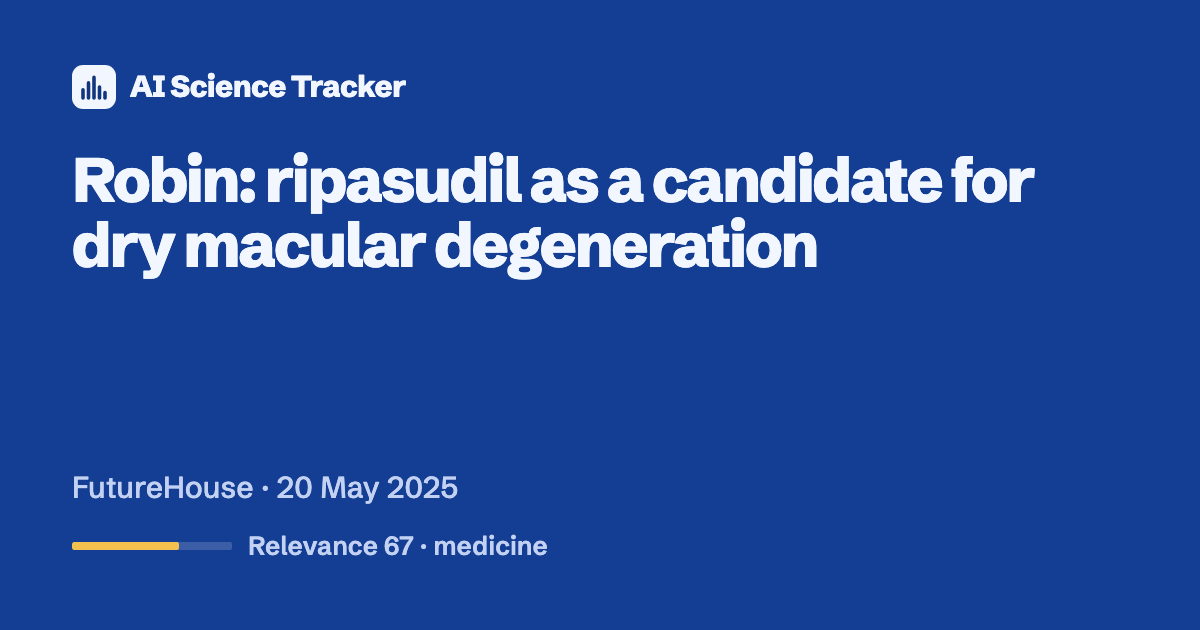 AI Science Tracker
Robin: ripasudil as a candidate for
dry macular degeneration
FutureHouse · 20 May 2025
Relevance 67 · medicine